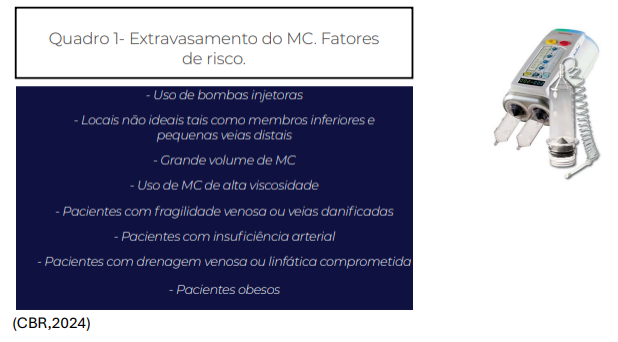 Quadro 1- Extravasamento do MC. Fatores
de risco.
- Uso de bombas injetoras
- Locais não ideais tais como membros inferiores e
pequenas veias distais
- Grande volume de MC
- Uso de MC de alta viscosidade
- Pacientes com fragilidade venosa ou veias danificadas
- Pacientes com insuficiência arterial
- Pacientes com drenagem venosa ou linfática comprometida
- Pacientes obesos
(CBR,2024)